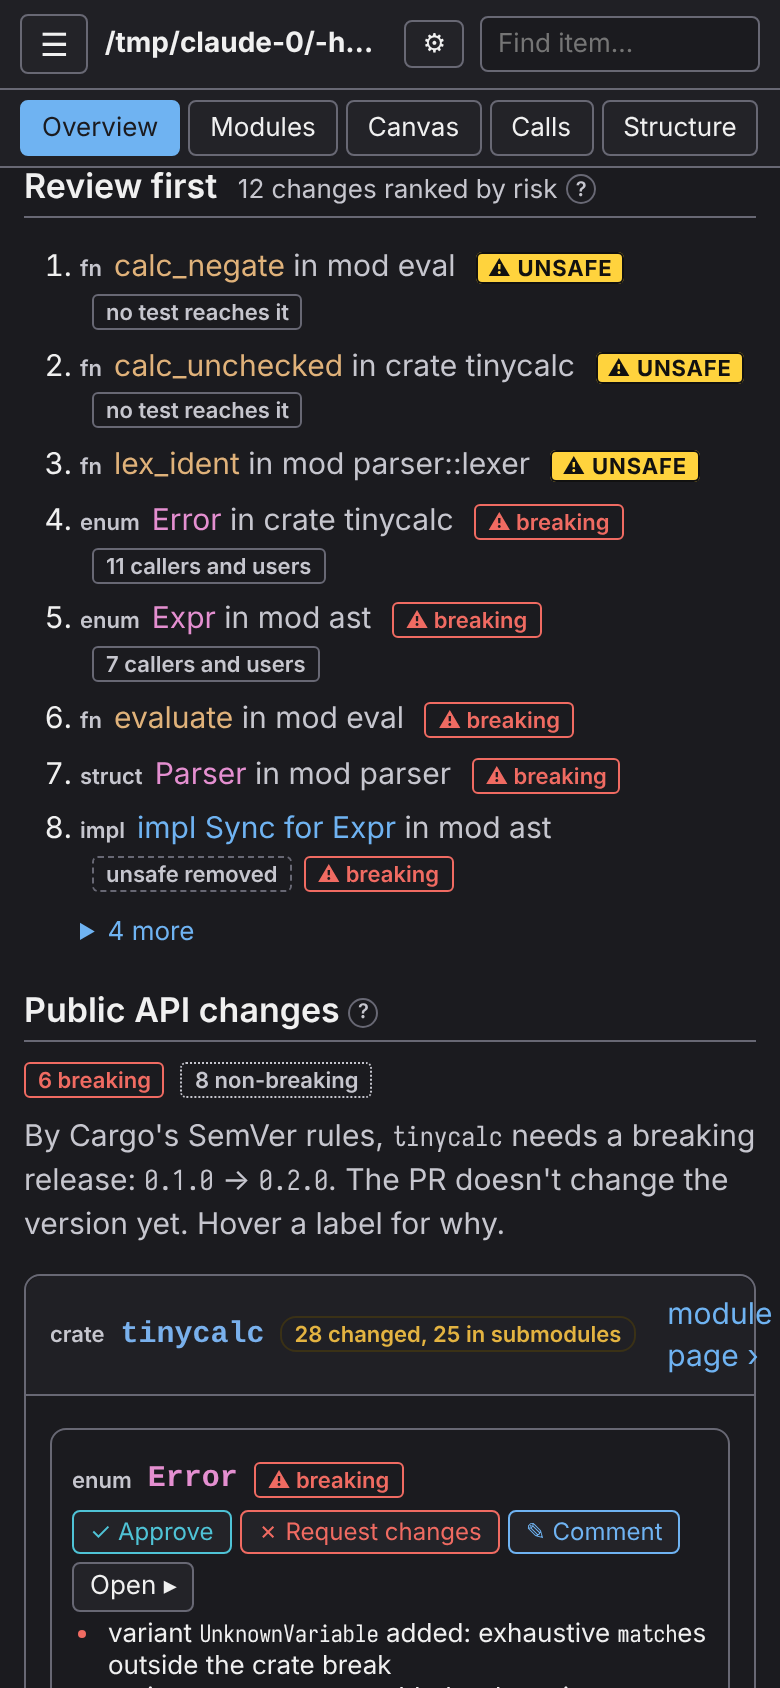 ☰ /tmp/claude-0/-h... ⚙ Find item...
Overview Modules Canvas Calls Structure
Review first 12 changes ranked by risk ?
1. fn calc_negate in mod eval ⚠ UNSAFE
no test reaches it
2. fn calc_unchecked in crate tinycalc ⚠ UNSAFE
no test reaches it
3. fn lex_ident in mod parser::lexer ⚠ UNSAFE
4. enum Error in crate tinycalc ⚠ breaking
11 callers and users
5. enum Expr in mod ast ⚠ breaking
7 callers and users
6. fn evaluate in mod eval ⚠ breaking
7. struct Parser in mod parser ⚠ breaking
8. impl impl Sync for Expr in mod ast
unsafe removed ⚠ breaking
▶ 4 more
Public API changes ?
6 breaking 8 non-breaking
By Cargo's SemVer rules, tinycalc needs a breaking
release: 0.1.0 → 0.2.0. The PR doesn't change the
version yet. Hover a label for why.
crate tinycalc 28 changed, 25 in submodules module
page ›
enum Error ⚠ breaking
✓ Approve ✕ Request changes ✎ Comment
Open ▸
• variant UnknownVariable added: exhaustive matches
outside the crate break